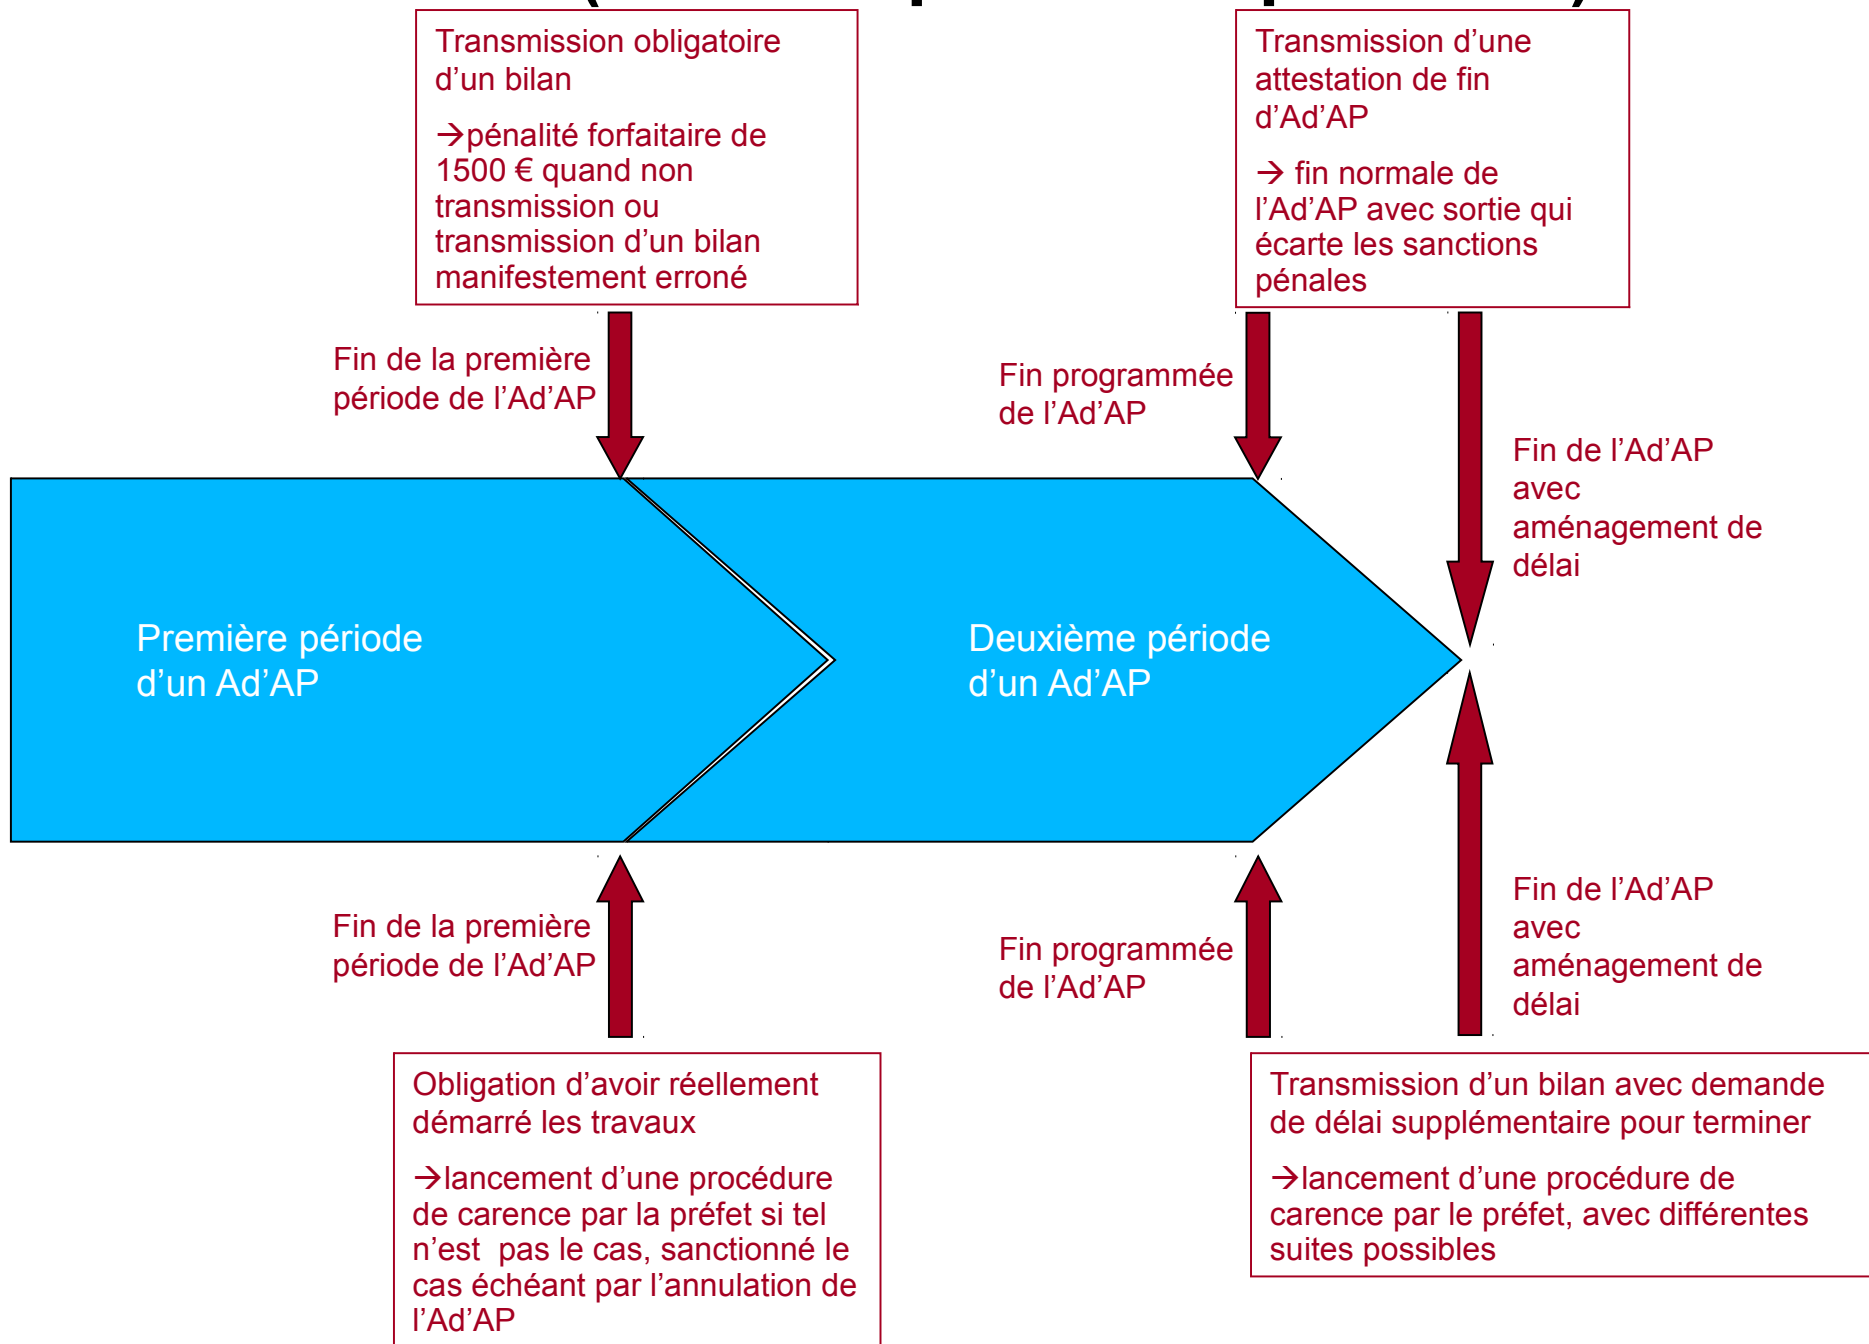 Transmission obligatoire
d’un bilan
→pénalité forfaitaire de
1500 € quand non
transmission ou
transmission d’un bilan
manifestement erroné
Transmission d’une
attestation de fin
d’Ad’AP
→ fin normale de
l’Ad’AP avec sortie qui
écarte les sanctions
pénales
Fin de la première
période de l’Ad’AP
Fin programmée
de l’Ad’AP
Fin de l’Ad’AP
avec
aménagement de
délai
Première période
d’un Ad’AP
Deuxième période
d’un Ad’AP
Fin de la première
période de l’Ad’AP
Fin programmée
de l’Ad’AP
Fin de l’Ad’AP
avec
aménagement de
délai
Obligation d’avoir réellement
démarré les travaux
→lancement d’une procédure
de carence par la préfet si tel
n’est pas le cas, sanctionné le
cas échéant par l’annulation de
l’Ad’AP
Transmission d’un bilan avec demande
de délai supplémentaire pour terminer
→lancement d’une procédure de
carence par le préfet, avec différentes
suites possibles